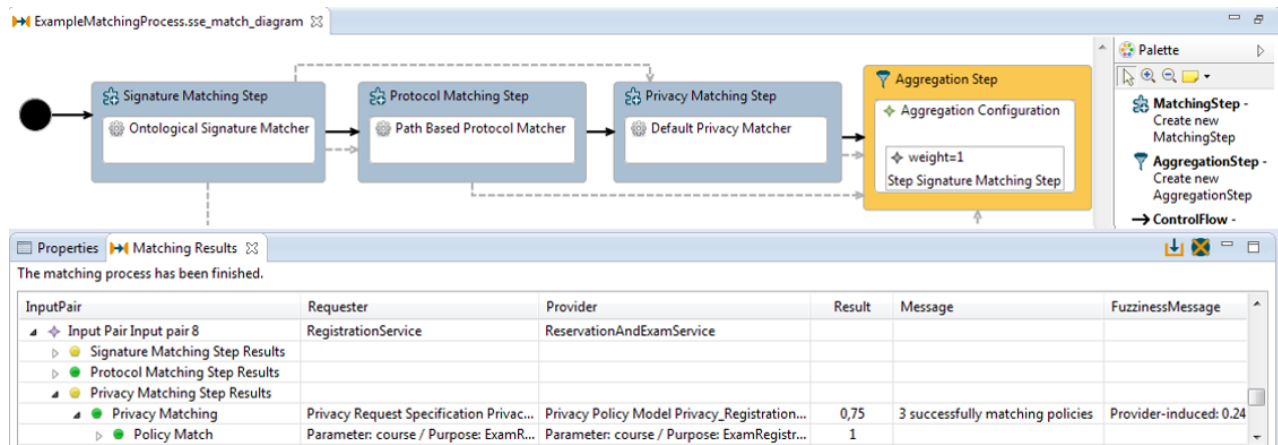 ExampleMatchingProcess.sse_match_diagram
Palette
Signature Matching Step
Ontological Signature Matcher
Protocol Matching Step
Path Based Protocol Matcher
Privacy Matching Step
Default Privacy Matcher
Aggregation Step
Aggregation Configuration
weight=1
Step Signature Matching Step
MatchingStep -
Create new
MatchingStep
AggregationStep -
Create new
AggregationStep
ControlFlow -
Properties Matching Results
The matching process has been finished.
InputPair Requester Provider Result Message FuzzinessMessage
Input Pair Input pair 8 RegistrationService ReservationAndExamService
Signature Matching Step Results
Protocol Matching Step Results
Privacy Matching Step Results
Privacy Matching Privacy Request Specification Privac... Privacy Policy Model Privacy_Registration... 0,75 3 successfully matching policies Provider-induced: 0.24
Policy Match Parameter: course / Purpose: ExamR... Parameter: course / Purpose: ExamRegistr... 1